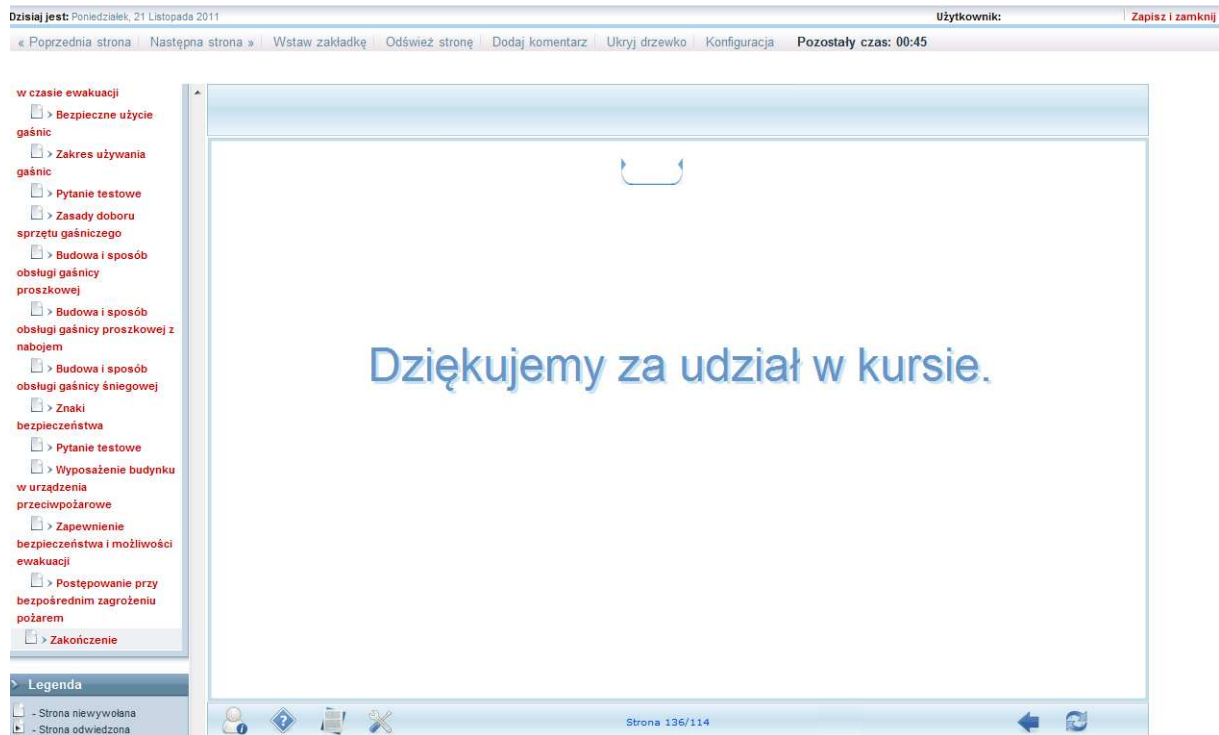 Dzisiaj jest: Poniedziałek, 21 Listopada 2011
Użytkownik:
Zapisz i zamknij
« Poprzednia strona
Następna strona »
Wstaw zakładkę
Odśwież stronę
Dodaj komentarz
Ukryj drzewko
Konfiguracja
Pozostały czas: 00:45
w czasie ewakuacji
> Bezpieczne użycie
gaśnic
> Zakres używania
gaśnic
> Pytanie testowe
> Zasady doboru
sprzętu gaśniczego
> Budowa i sposób
obsługi gaśnicy
proszkowej
> Budowa i sposób
obsługi gaśnicy proszkowej z
nabojem
> Budowa i sposób
obsługi gaśnicy śniegowej
> Znaki
bezpieczeństwa
> Pytanie testowe
> Wyposażenie budynku
w urządzenia
przeciwpożarowe
> Zapewnienie
bezpieczeństwa i możliwości
ewakuacji
> Postępowanie przy
bezpośrednim zagrożeniu
pożarem
> Zakończenie
> Legenda
- Strona niewywołana
- Strona odwiedzona
Dziękujemy za udział w kursie.
Strona 136/114